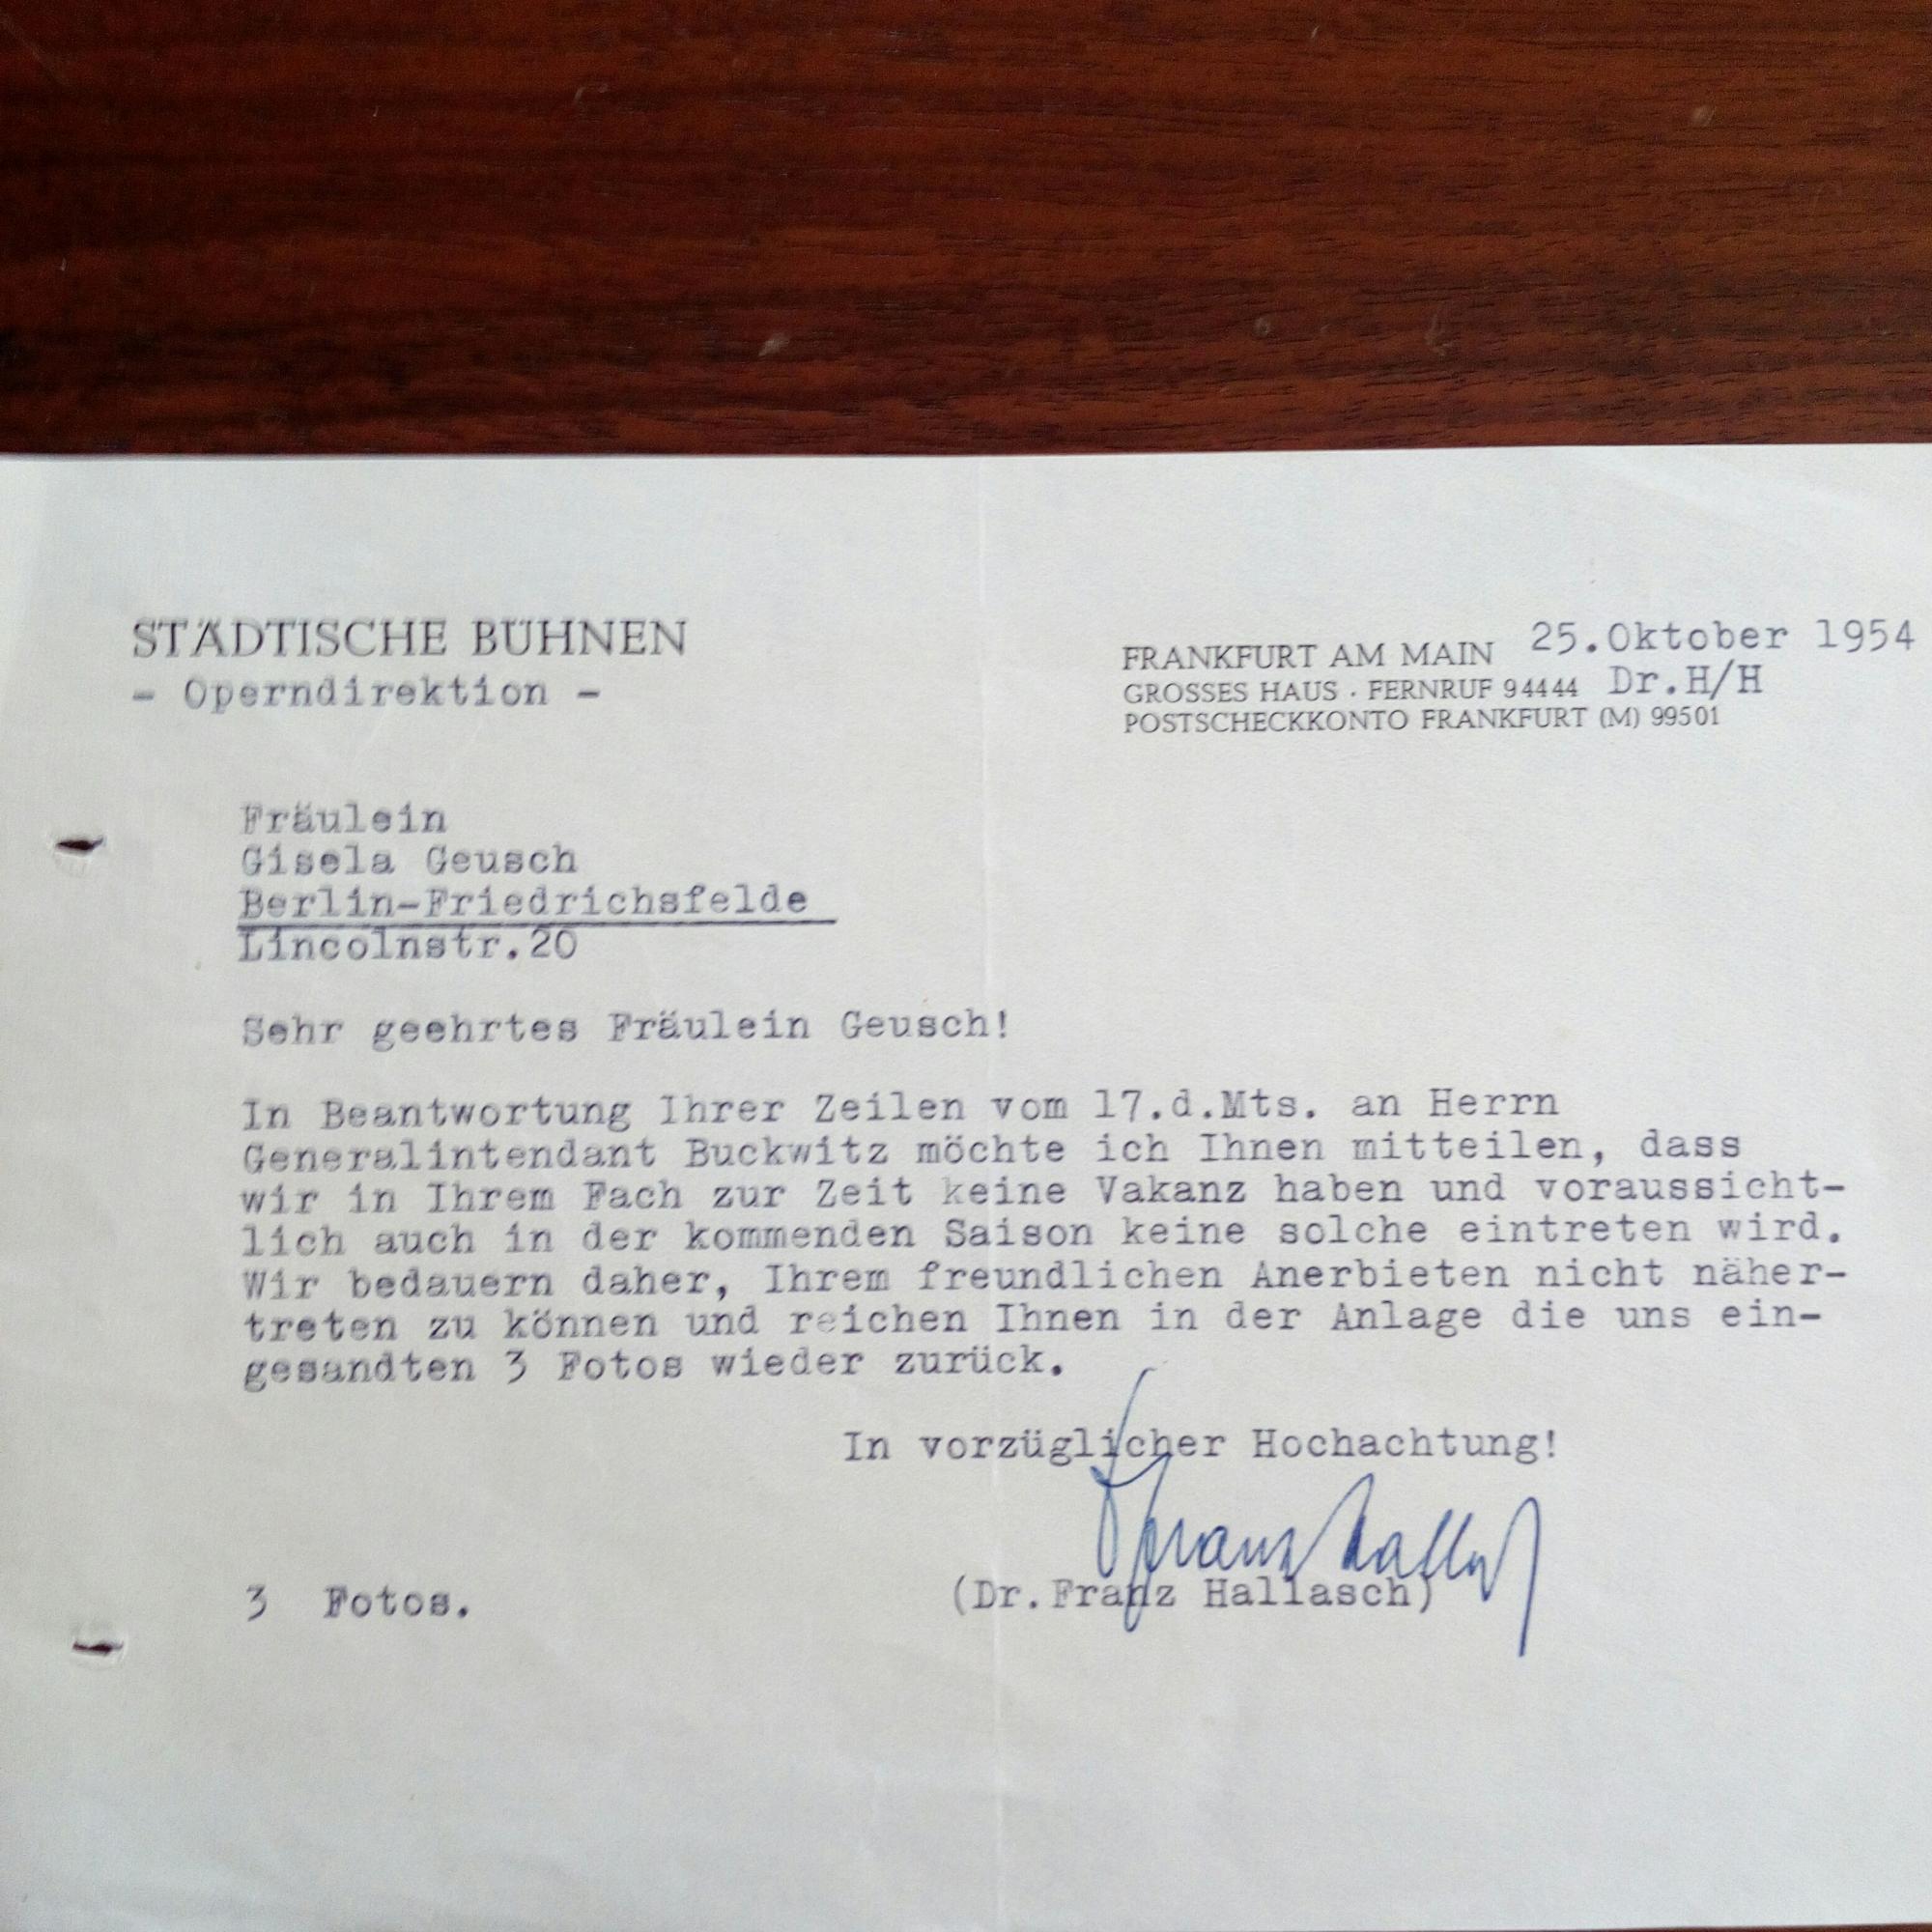 STÄDTISCHE BÜHNEN
- Operndirektion -
FRANKFURT AM MAIN 25.Oktober 1954
GROSSES HAUS · FERNRUF 94444 Dr.H/H
POSTSCHECKKONTO FRANKFURT (M) 99501
Fräulein
Gisela Geusch
Berlin-Friedrichsfelde
Lincolnstr.20
Sehr geehrtes Fräulein Geusch!
In Beantwortung Ihrer Zeilen vom 17.d.Mts. an Herrn
Generalintendant Buckwitz möchte ich Ihnen mitteilen, dass
wir in Ihrem Fach zur Zeit keine Vakanz haben und voraussicht-
lich auch in der kommenden Saison keine solche eintreten wird.
Wir bedauern daher, Ihrem freundlichen Anerbieten nicht näher-
treten zu können und reichen Ihnen in der Anlage die uns ein-
gesandten 3 Fotos wieder zurück.
In vorzüglicher Hochachtung!
Franz Hallasch
(Dr.Franz Hallasch)
3 Fotos.